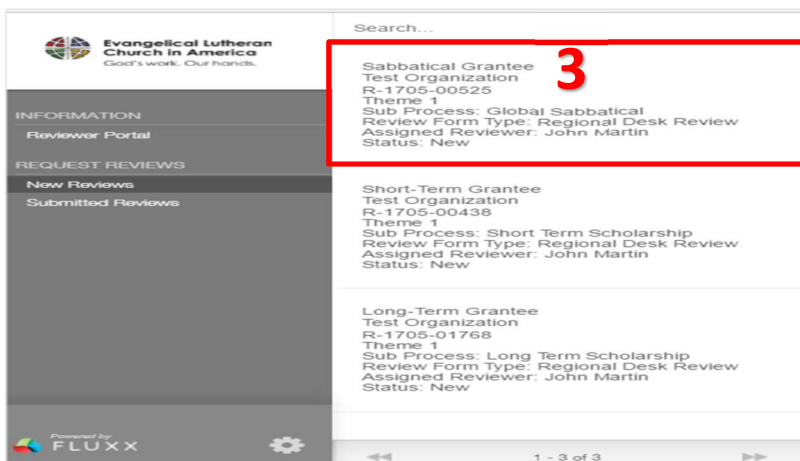 Evangelical Lutheran
Church in America
God's work. Our hands.
INFORMATION
Reviewer Portal
REQUEST REVIEWS
New Reviews
Submitted Reviews
Powered by
FLUXX
Search...
3
Sabbatical Grantee
Test Organization
R-1705-00525
Theme 1
Sub Process: Global Sabbatical
Review Form Type: Regional Desk Review
Assigned Reviewer: John Martin
Status: New
Short-Term Grantee
Test Organization
R-1705-00438
Theme 1
Sub Process: Short Term Scholarship
Review Form Type: Regional Desk Review
Assigned Reviewer: John Martin
Status: New
Long-Term Grantee
Test Organization
R-1705-01768
Theme 1
Sub Process: Long Term Scholarship
Review Form Type: Regional Desk Review
Assigned Reviewer: John Martin
Status: New
1 - 3 of 3